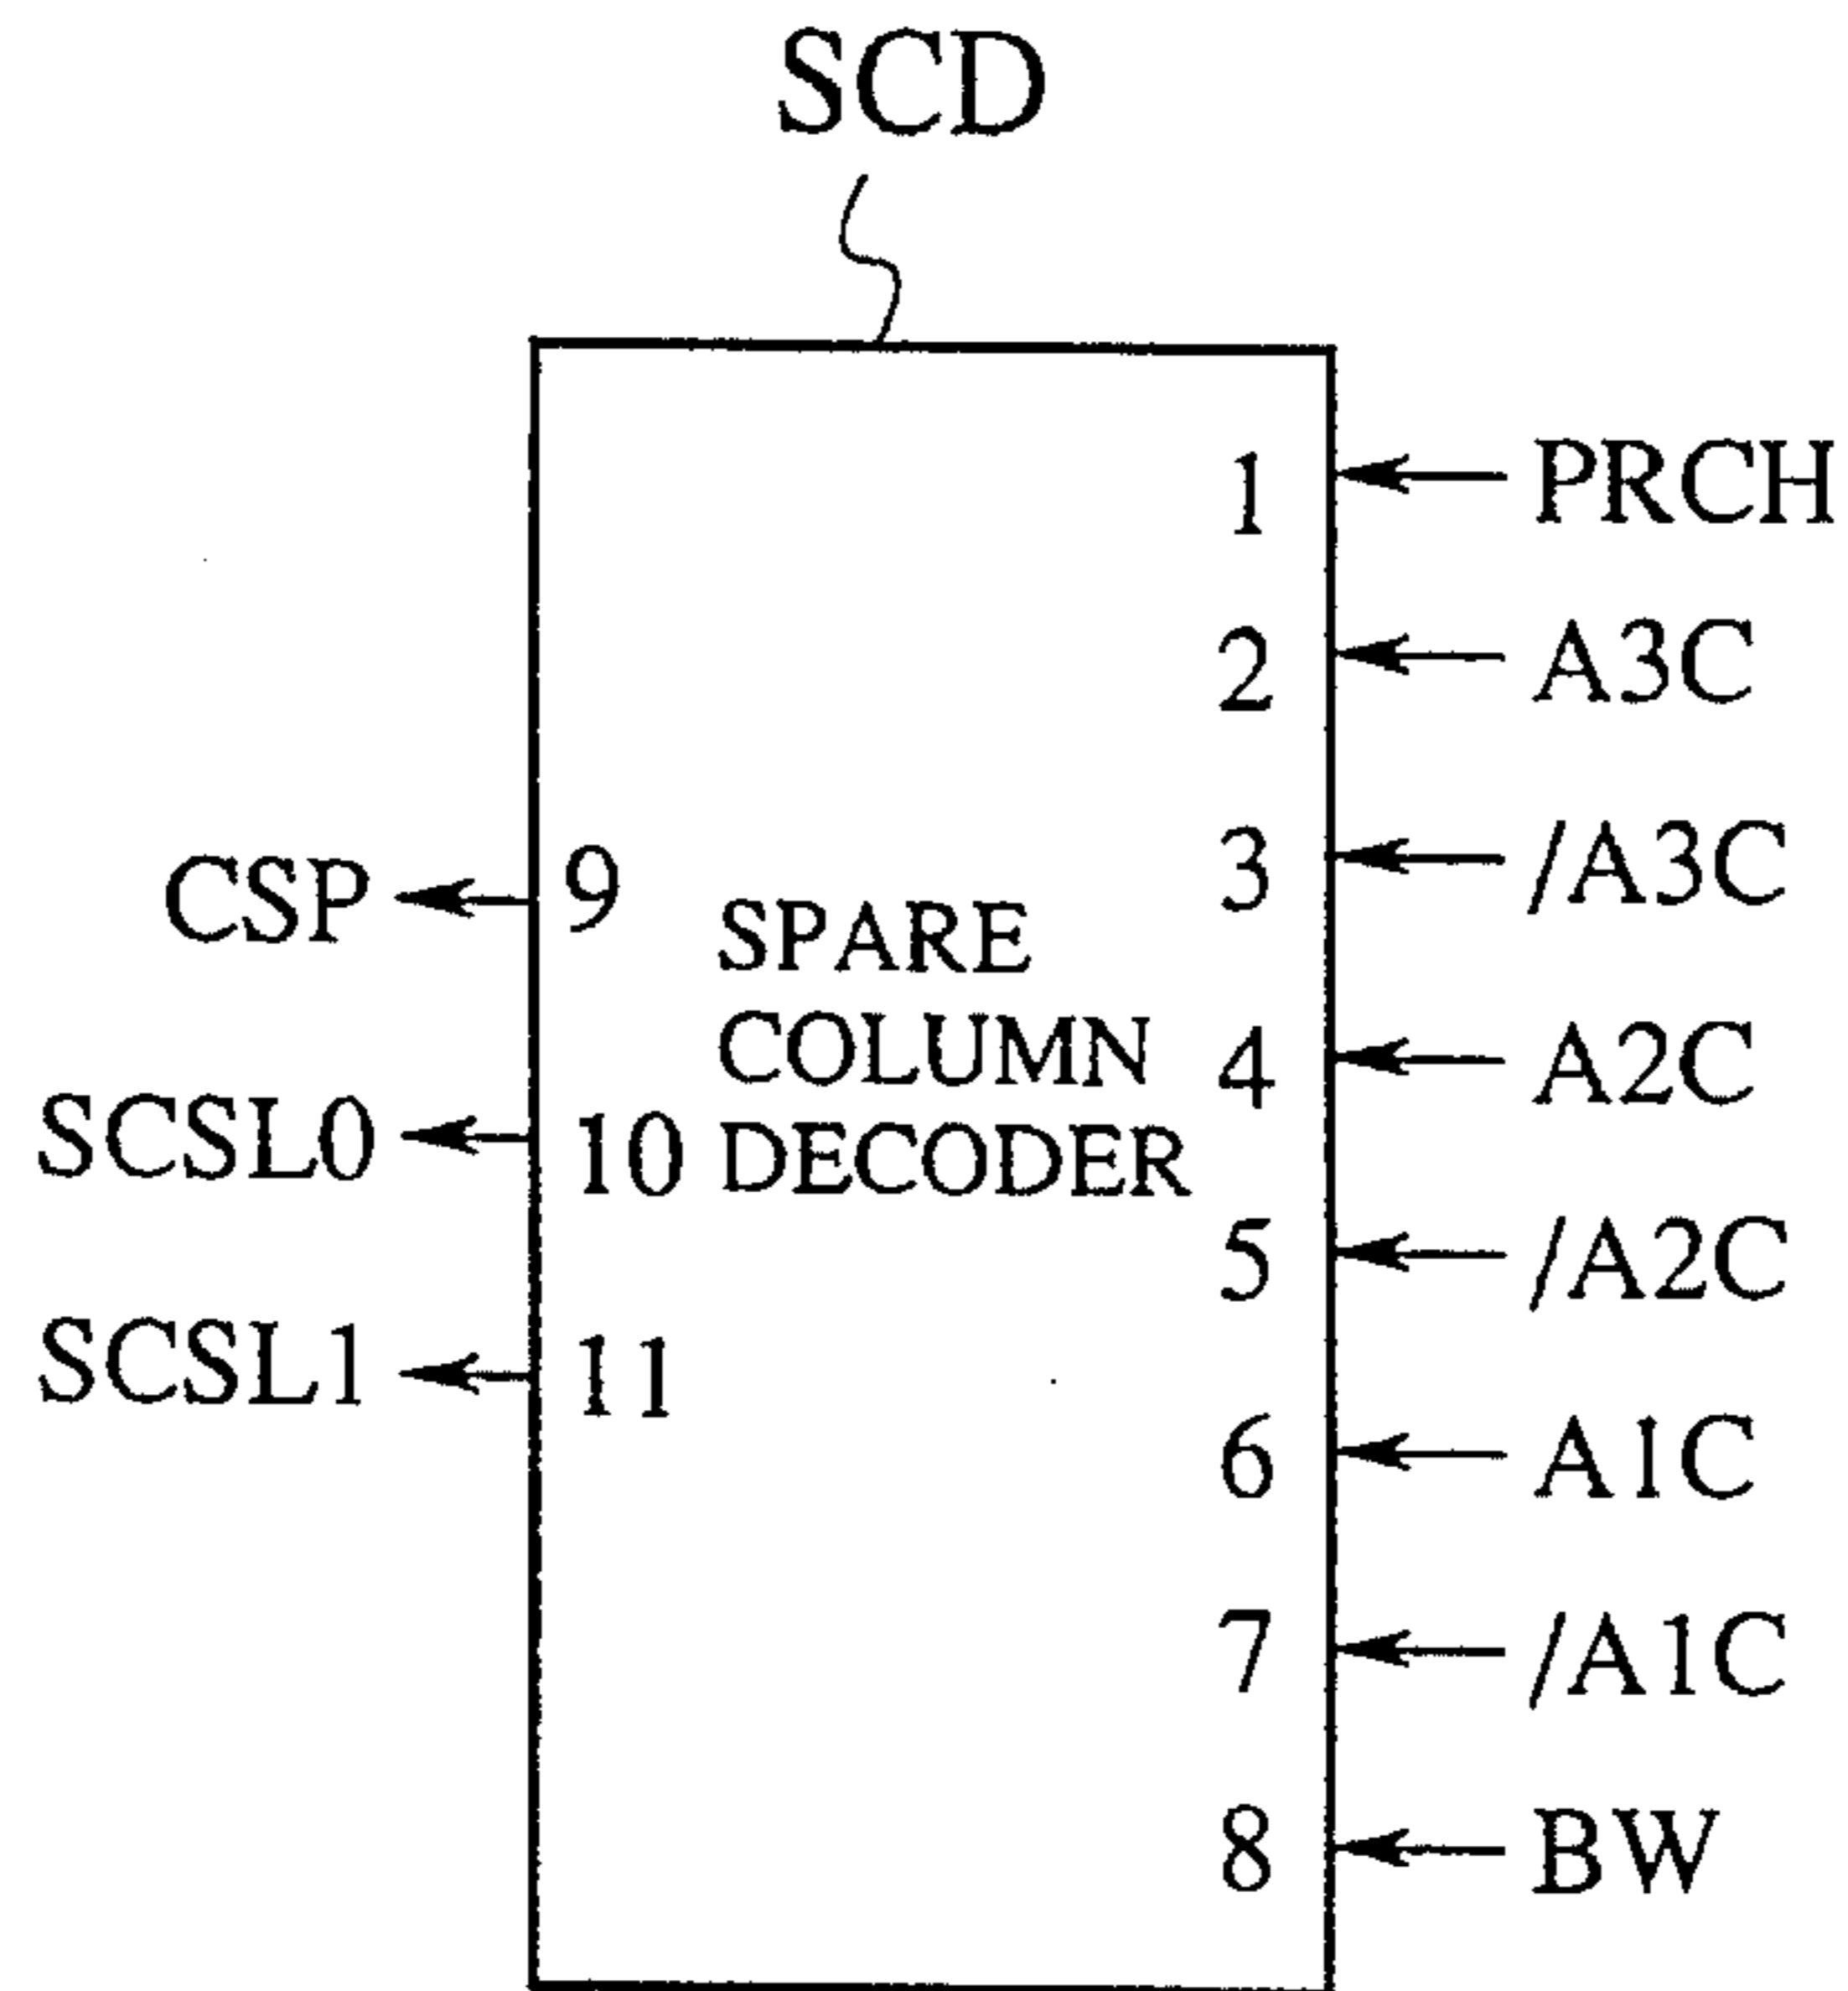 SCD
1 PRCH
2 A3C
3 /A3C
CSP 9
SPARE
COLUMN
4 A2C
SCSL0 10 DECODER
5 /A2C
SCSL1 11
6 A1C
7 /A1C
8 BW